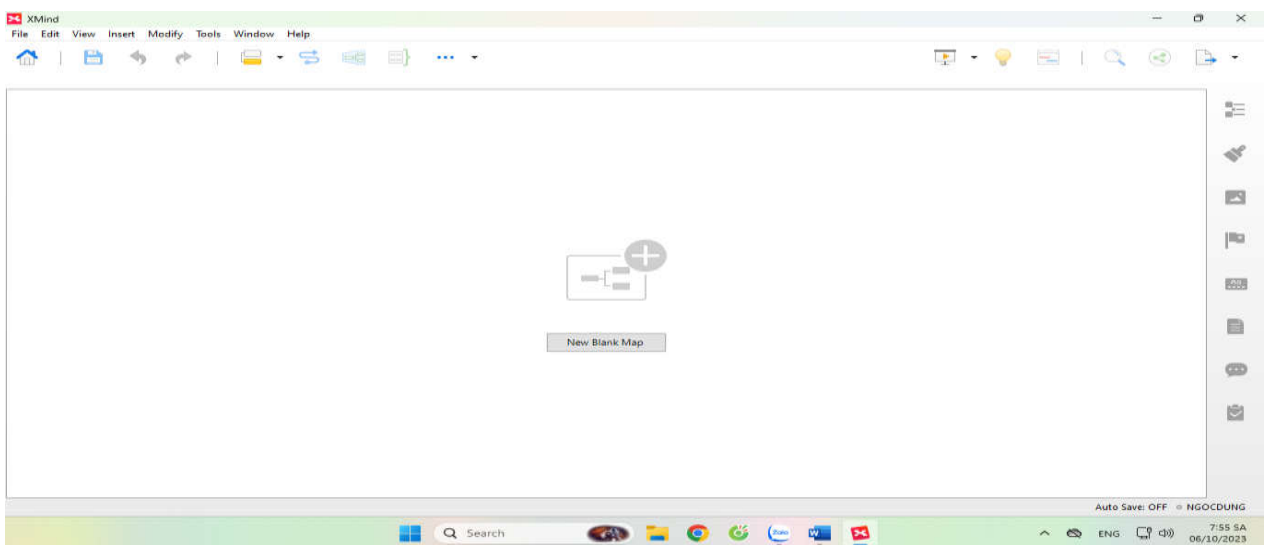 XMind
File Edit View Insert Modify Tools Window Help
New Blank Map
Auto Save: OFF NGOCDUNG
Search
Zalo
W
ENG
7:55 SA
06/10/2023